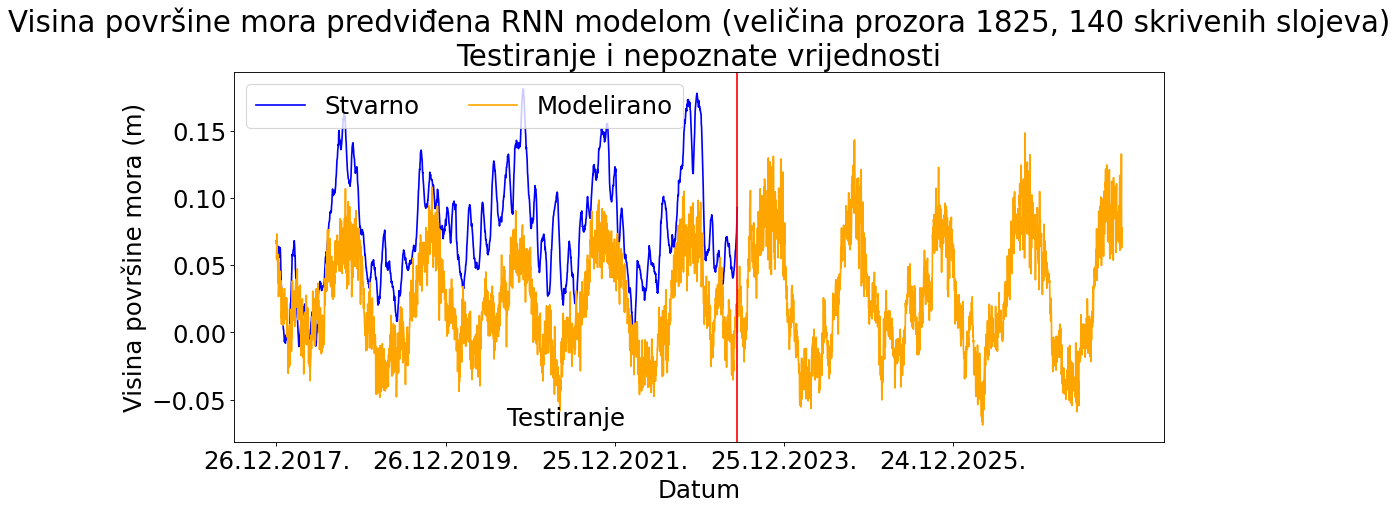 Visina površine mora predviđena RNN modelom (veličina prozora 1825, 140 skrivenih slojeva)
Testiranje i nepoznate vrijednosti
Stvarno
Modelirano
Visina površine mora (m)
0.15
0.10
0.05
0.00
−0.05
Testiranje
26.12.2017.
26.12.2019.
25.12.2021.
25.12.2023.
24.12.2025.
Datum